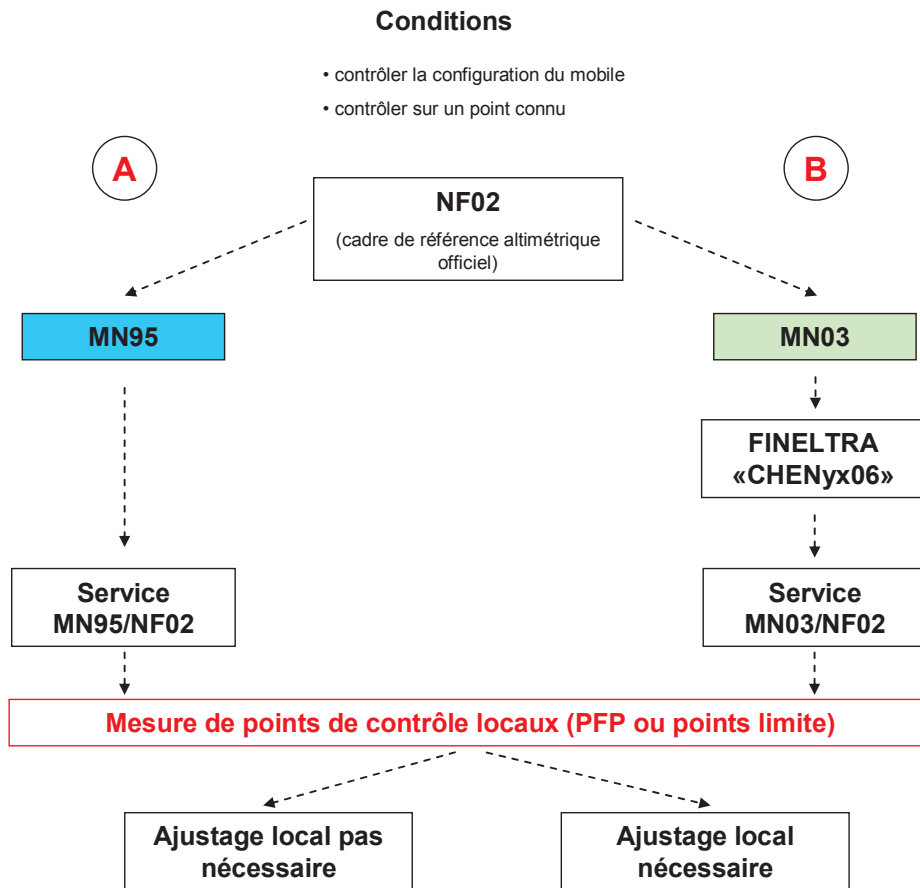 Conditions
• contrôler la configuration du mobile
• contrôler sur un point connu
A
B
NF02
(cadre de référence altimétrique
officiel)
MN95
MN03
FINELTRA
«CHENyx06»
Service
MN95/NF02
Service
MN03/NF02
Mesure de points de contrôle locaux (PFP ou points limite)
Ajustage local pas
nécessaire
Ajustage local
nécessaire